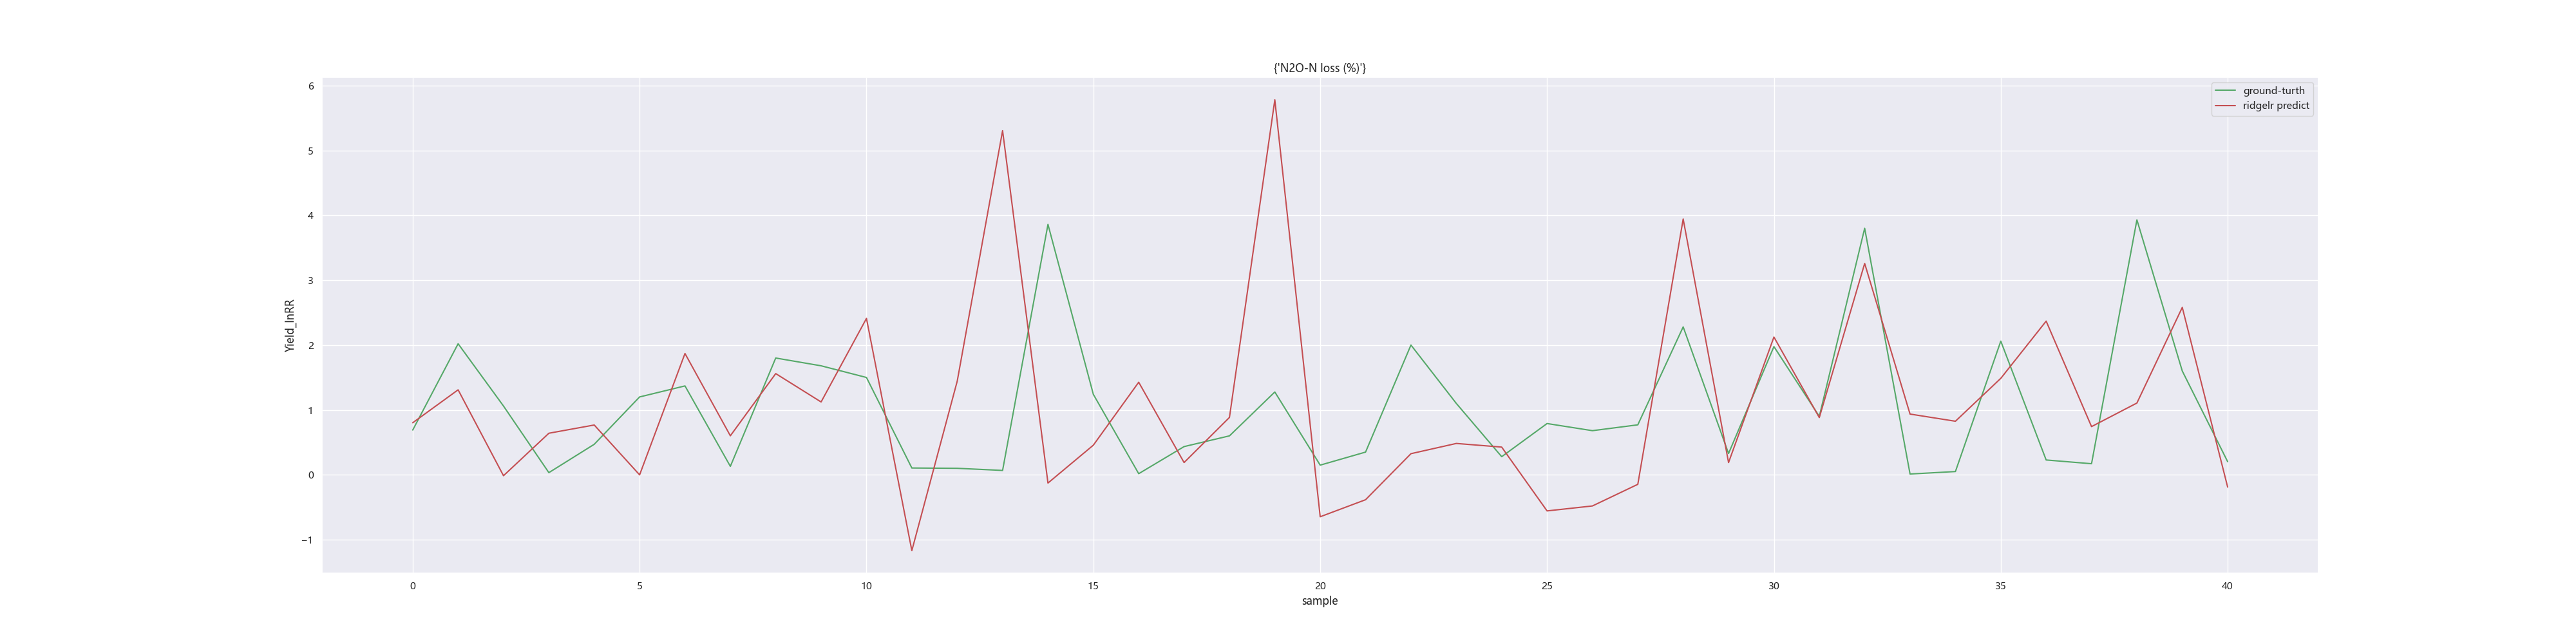 {'N2O-N loss (%)'}
ground-turth
ridgelr predict
6
5
4
3
2
1
0
−1
Yield_lnRR
0 5 10 15 20 25 30 35 40
sample